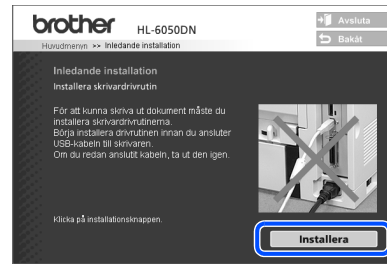 brother
HL-6050DN
Avsluta
Bakåt
Huvudmenyn >> Inledande installation
Inledande installation
Installera skrivardrivrutin
För att kunna skriva ut dokument måste du
installera skrivardrivrutinerna.
Börja installera drivrutinen innan du ansluter
USB-kabeln till skrivaren.
Om du redan anslutit kabeln, ta ut den igen.
Klicka på installationsknappen.
Installera